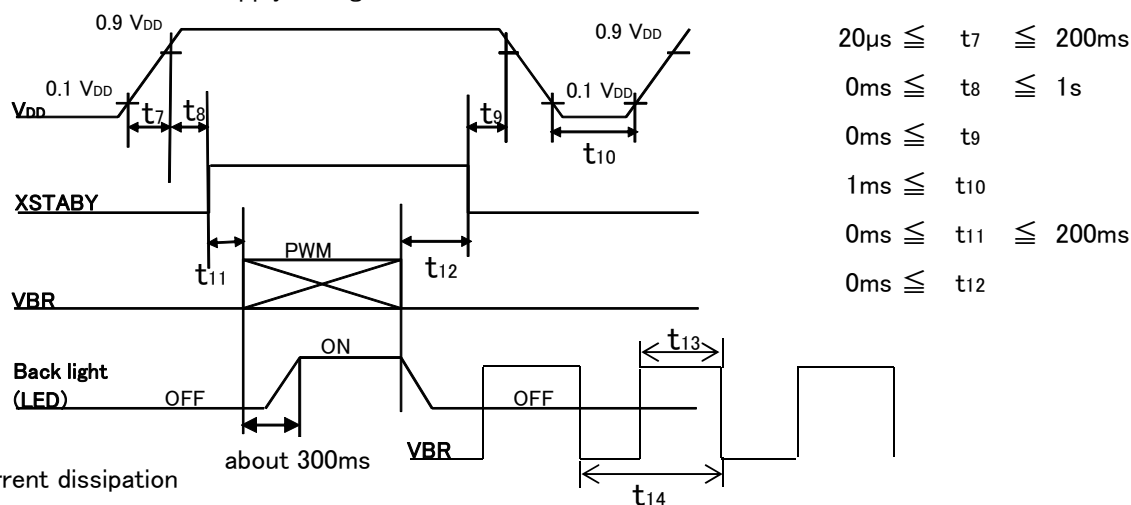 0.9 VDD
0.9 VDD
0.1 VDD
0.1 VDD
VDD
t7
t8
t9
t10
XSTABY
t11
PWM
t12
VBR
ON
Back light
(LED)
OFF
OFF
about 300ms
VBR
t13
t14
rrent dissipation
20μs ≦ t7 ≦ 200ms
0ms ≦ t8 ≦ 1s
0ms ≦ t9
1ms ≦ t10
0ms ≦ t11 ≦ 200ms
0ms ≦ t12